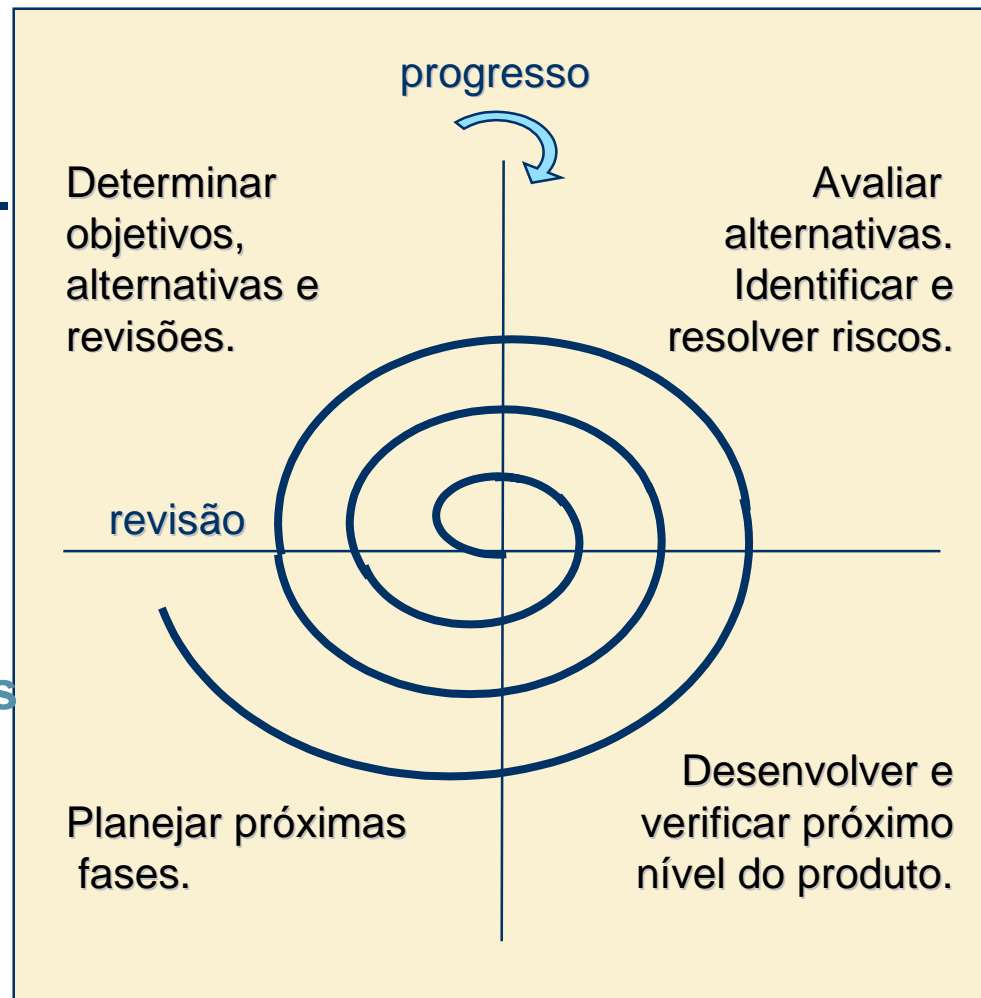 progresso
Determinar
objetivos,
alternativas e
revisões.
Avaliar
alternativas.
Identificar e
resolver riscos.
revisão
s
Planejar próximas
fases.
Desenvolver e
verificar próximo
nível do produto.